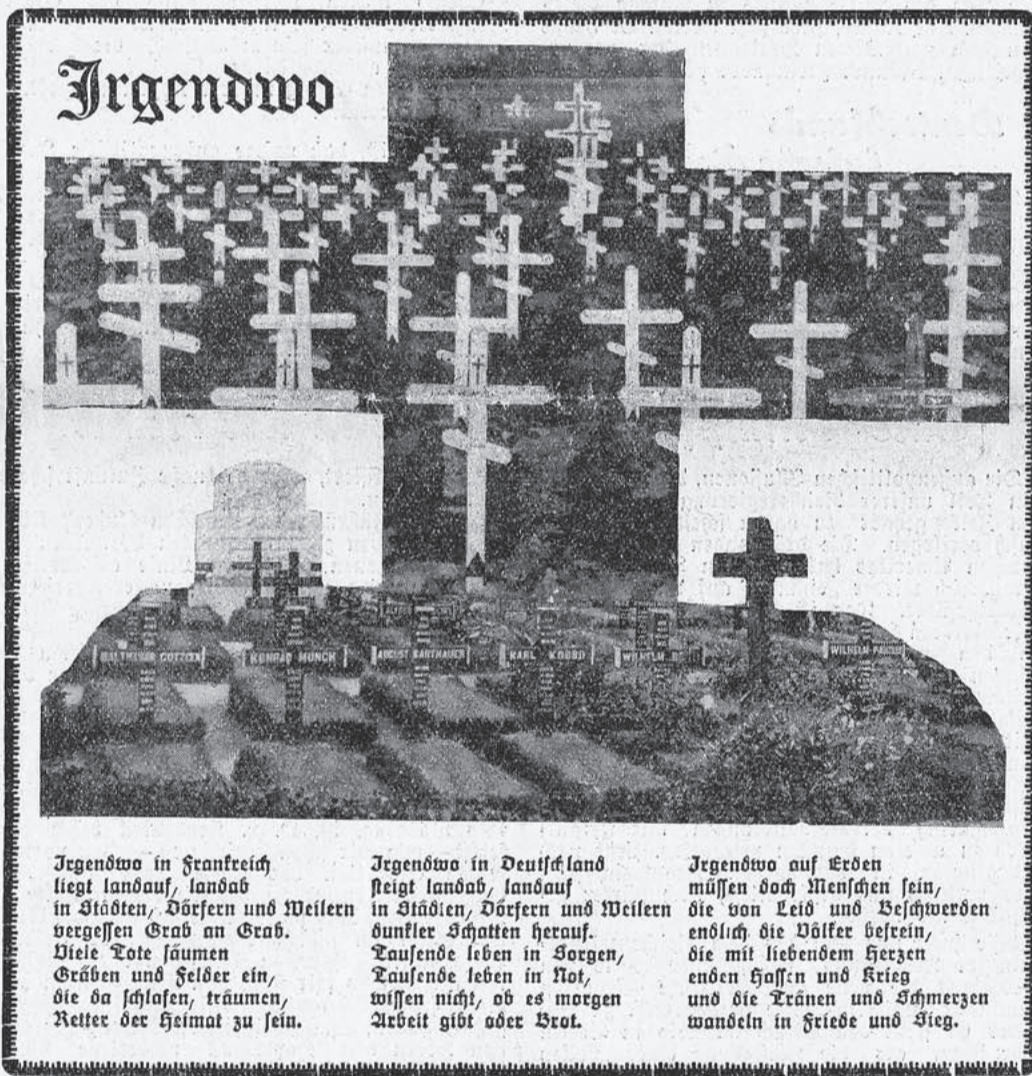 Irgendwo
KONRAD MUNCH
AUGUST BARTHAUER
KARL
WILHELM
WILHELM
Irgendwo in Frankreich
liegt landauf, landab
in Städten, Dörfern und Weilern
vergessen Grab an Grab.
Viele Tote säumen
Gräben und Felder ein,
die da schlafen, träumen,
Retter der Heimat zu sein.
Irgendwo in Deutschland
steigt landab, landauf
in Städten, Dörfern und Weilern
dunkler Schatten herauf.
Tausende leben in Sorgen,
Tausende leben in Not,
wissen nicht, ob es morgen
Arbeit gibt oder Brot.
Irgendwo auf Erden
müssen doch Menschen sein,
die von Leid und Beschwerden
endlich die Völker befrein,
die mit liebendem Herzen
enden Hassen und Krieg
und die Tränen und Schmerzen
wandeln in Friede und Sieg.